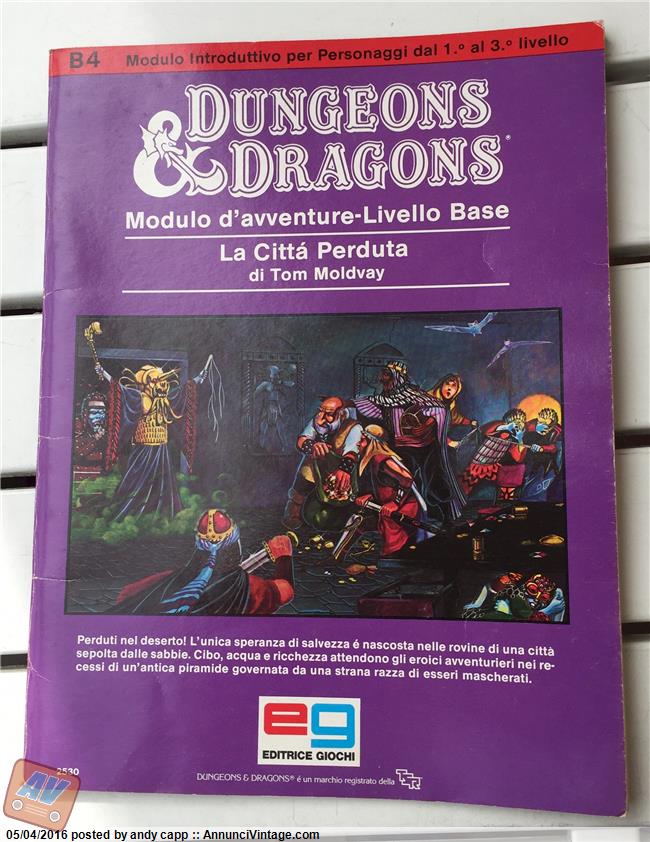 B4 Modulo Introduttivo per Personaggi dal 1.º al 3.º livello
DUNGEONS
& DRAGONS®
Modulo d'avventure-Livello Base
La Cittá Perduta
di Tom Moldvay
Perduti nel deserto! L'unica speranza di salvezza é nascosta nelle rovine di una città
sepolta dalle sabbie. Cibo, acqua e ricchezza attendono gli eroici avventurieri nei re-
cessi di un'antica piramide governata da una strana razza di esseri mascherati.
eg
EDITRICE GIOCHI
2530
DUNGEONS & DRAGONS® é un marchio registrato della TSR
AV
05/04/2016 posted by andy capp :: AnnunciVintage.com